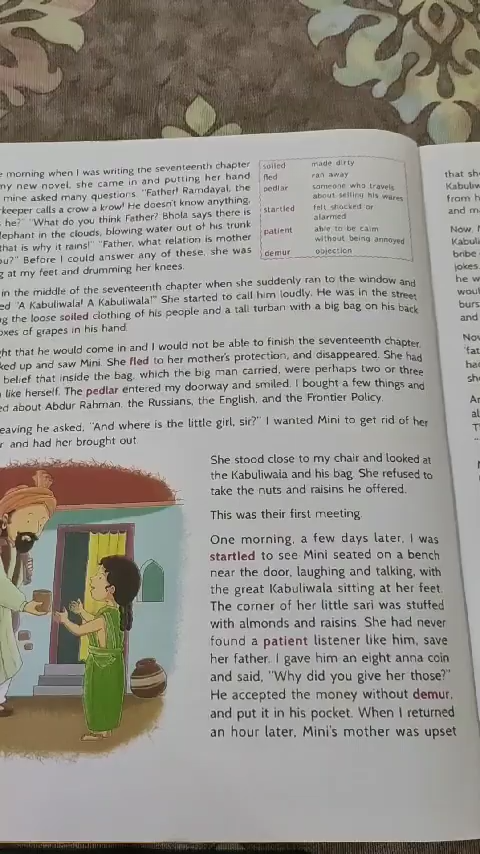 e morning when I was writing the seventeenth chapter
ny new novel, she came in and putting her hand
mine asked many questions. "Father! Ramdayal, the
keeper calls a crow a krow! He doesn't know anything,
he?" "What do you think Father? Bhola says there is
lephant in the clouds, blowing water out of his trunk
that is why it rains!" "Father, what relation is mother
ou?" Before I could answer any of these, she was
g at my feet and drumming her knees.
soiled made dirty
fled ran away
pedlar someone who travels
about selling his wares
startled felt shocked or
alarmed
patient able to be calm
without being annoyed
demur objection
in the middle of the seventeenth chapter when she suddenly ran to the window and
ed "A Kabuliwala! A Kabuliwala!" She started to call him loudly. He was in the street
g the loose soiled clothing of his people and a tall turban with a big bag on his back
oxes of grapes in his hand.
ght that he would come in and I would not be able to finish the seventeenth chapter.
ked up and saw Mini. She fled to her mother's protection, and disappeared. She had
belief that inside the bag, which the big man carried, were perhaps two or three
like herself. The pedlar entered my doorway and smiled. I bought a few things and
ed about Abdur Rahman, the Russians, the English, and the Frontier Policy.
eaving he asked, "And where is the little girl, sir?" I wanted Mini to get rid of her
r and had her brought out
She stood close to my chair and looked at
the Kabuliwala and his bag. She refused to
take the nuts and raisins he offered.
This was their first meeting.
One morning, a few days later, I was
startled to see Mini seated on a bench
near the door, laughing and talking, with
the great Kabuliwala sitting at her feet.
The corner of her little sari was stuffed
with almonds and raisins. She had never
found a patient listener like him, save
her father. I gave him an eight anna coin
and said, "Why did you give her those?"
He accepted the money without demur,
and put it in his pocket. When I returned
an hour later, Mini's mother was upset
that sh
Kabuliw
from h
and m
Now,
Kabuli
bribe
jokes.
he w
woul
burs
and
Nov
'fat
had
she